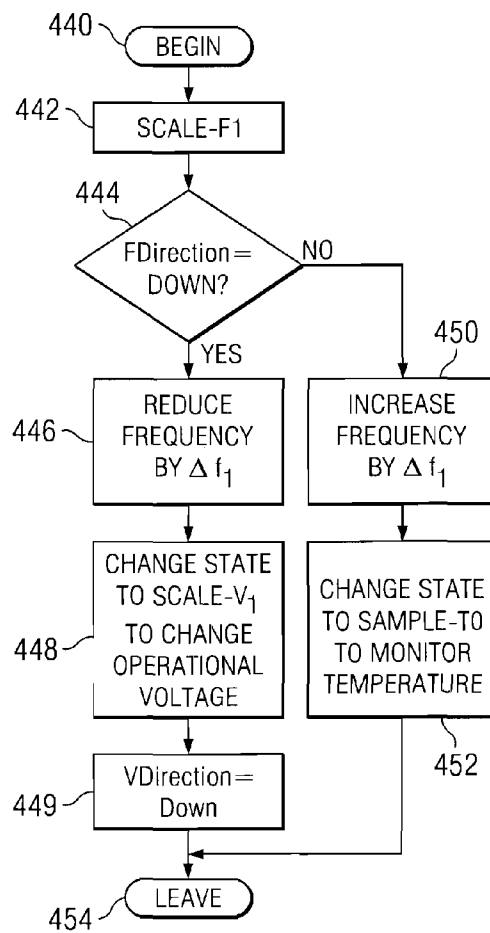 440
BEGIN
442
SCALE-F1
444
FDirection=
DOWN?
NO
YES
446
REDUCE
FREQUENCY
BY Δ f₁
450
INCREASE
FREQUENCY
BY Δ f₁
448
CHANGE STATE
TO SCALE-V₁
TO CHANGE
OPERATIONAL
VOLTAGE
CHANGE STATE
TO SAMPLE-T0
TO MONITOR
TEMPERATURE
452
449
VDirection=
Down
454
LEAVE